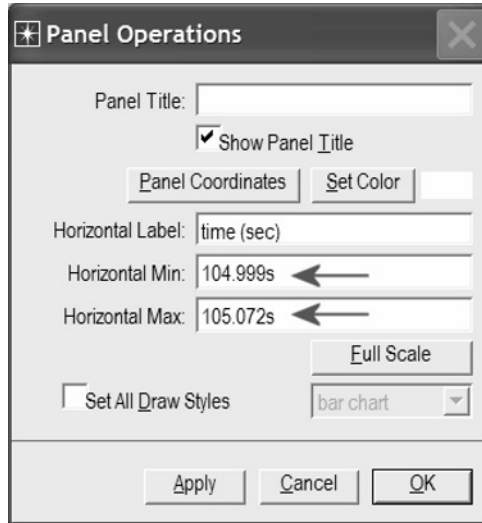 Panel Operations
Panel Title:
Show Panel Title
Panel Coordinates Set Color
Horizontal Label: time (sec)
Horizontal Min: 104.999s
Horizontal Max: 105.072s
Full Scale
Set All Draw Styles bar chart
Apply Cancel OK